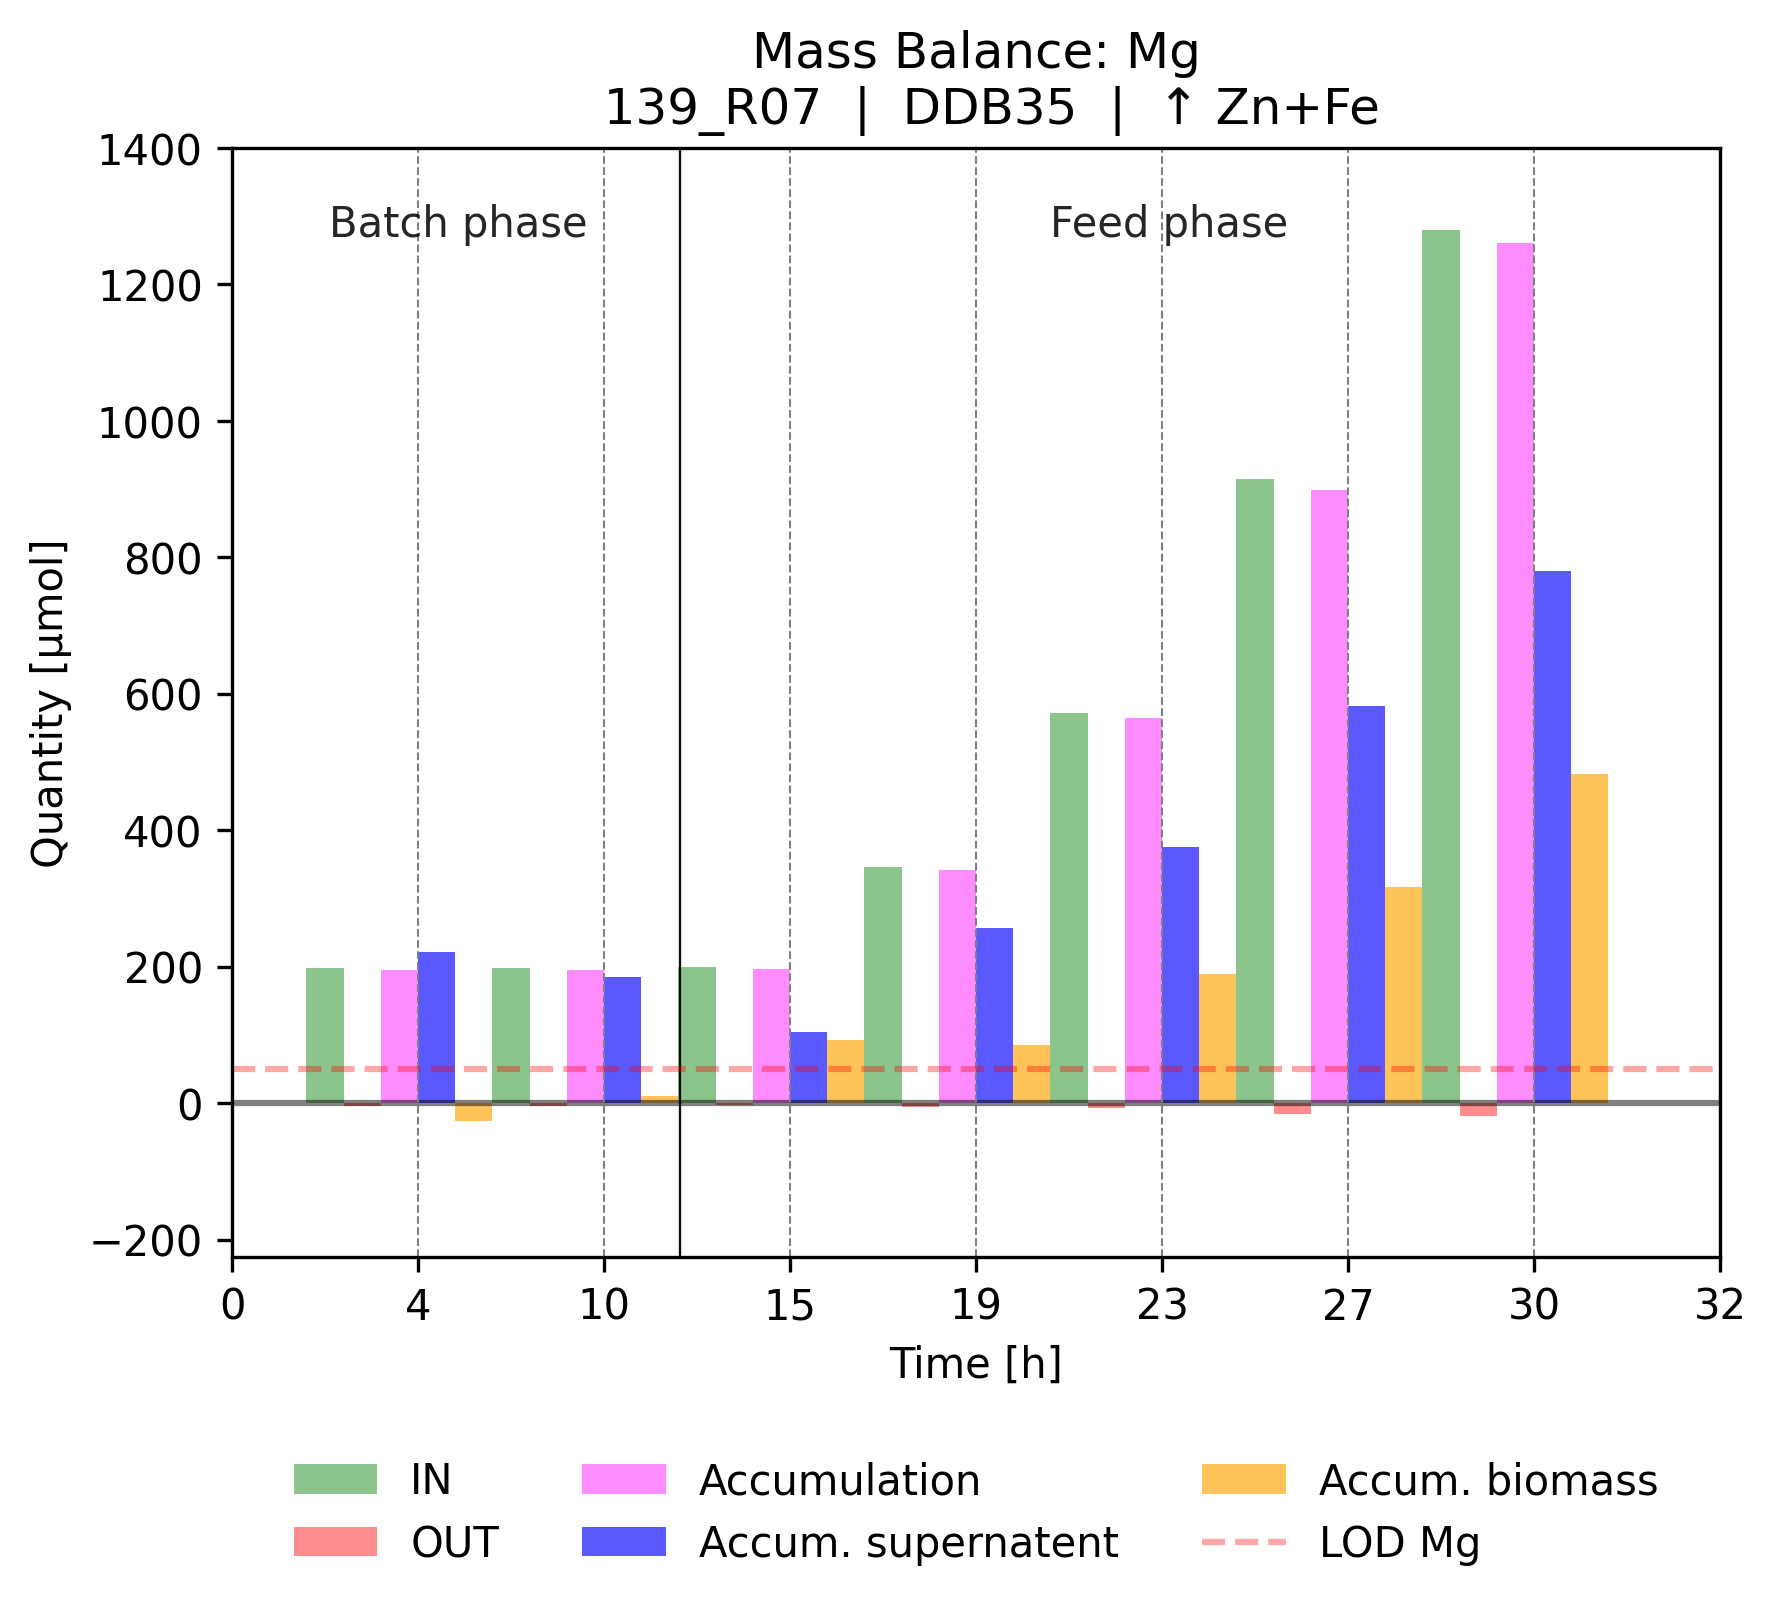 Mass Balance: Mg
139_R07 | DDB35 | ↑ Zn+Fe
1400
1200
1000
800
600
400
200
0
−200
Quantity [µmol]
Batch phase
Feed phase
0 4 10 15 19 23 27 30 32
Time [h]
IN
OUT
Accumulation
Accum. supernatent
Accum. biomass
LOD Mg